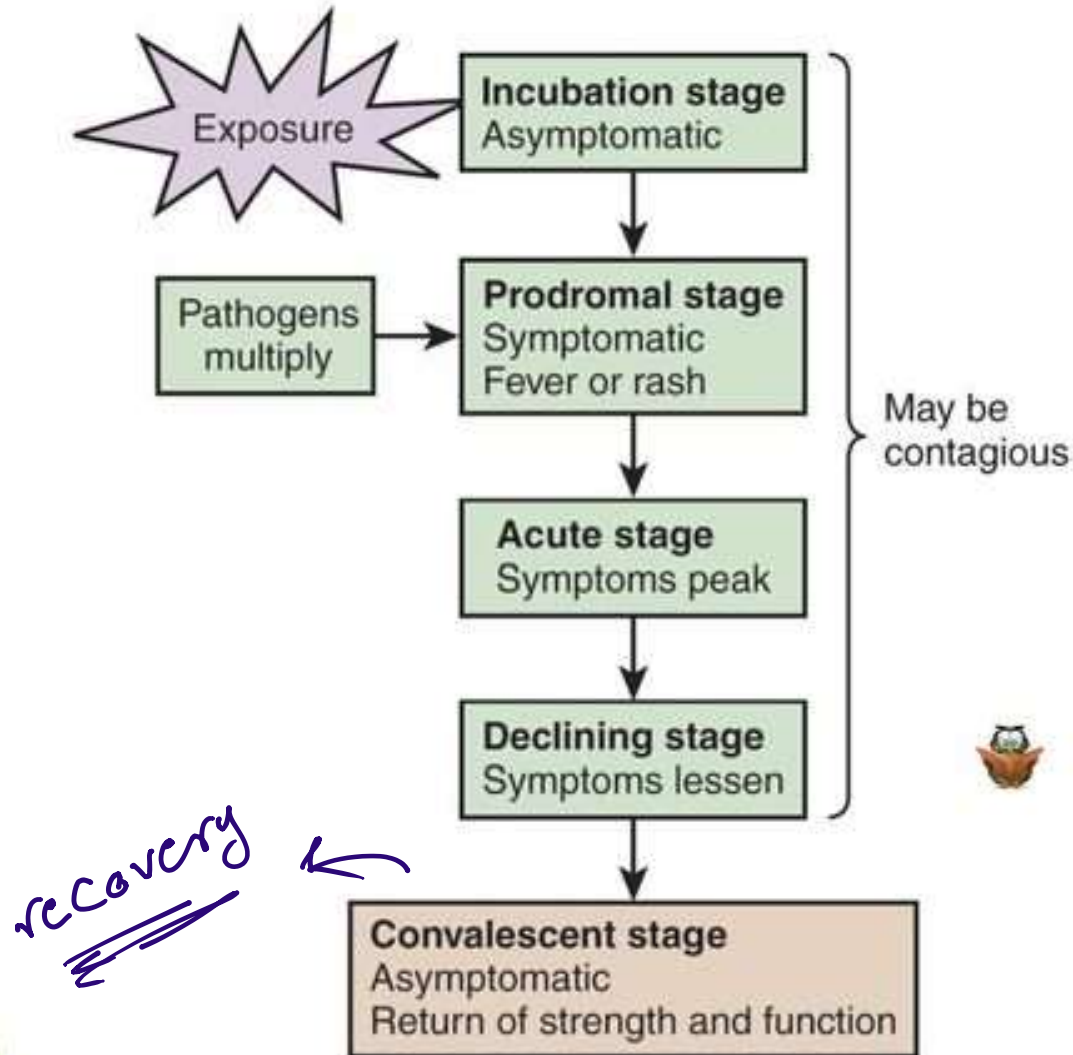 Exposure
Incubation stage
Asymptomatic
Pathogens
multiply
Prodromal stage
Symptomatic
Fever or rash
May be
contagious
Acute stage
Symptoms peak
Declining stage
Symptoms lessen
recovery
Convalescent stage
Asymptomatic
Return of strength and function